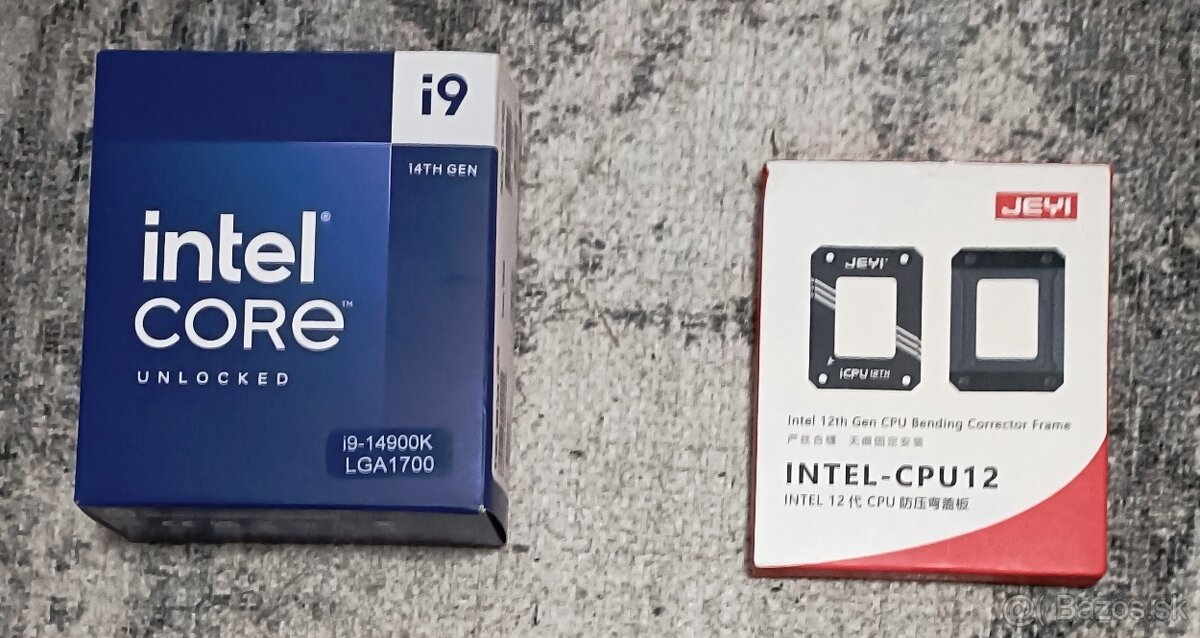 i9
14TH GEN
intel®
CORE™
UNLOCKED
i9-14900K
LGA1700
JEYI
JEYI
iCPU 12TH
Intel 12th Gen CPU Bending Corrector Frame
严丝合缝 无痕固定安装
INTEL-CPU12
INTEL 12代 CPU 防压弯盖板
@ Bazos.sk